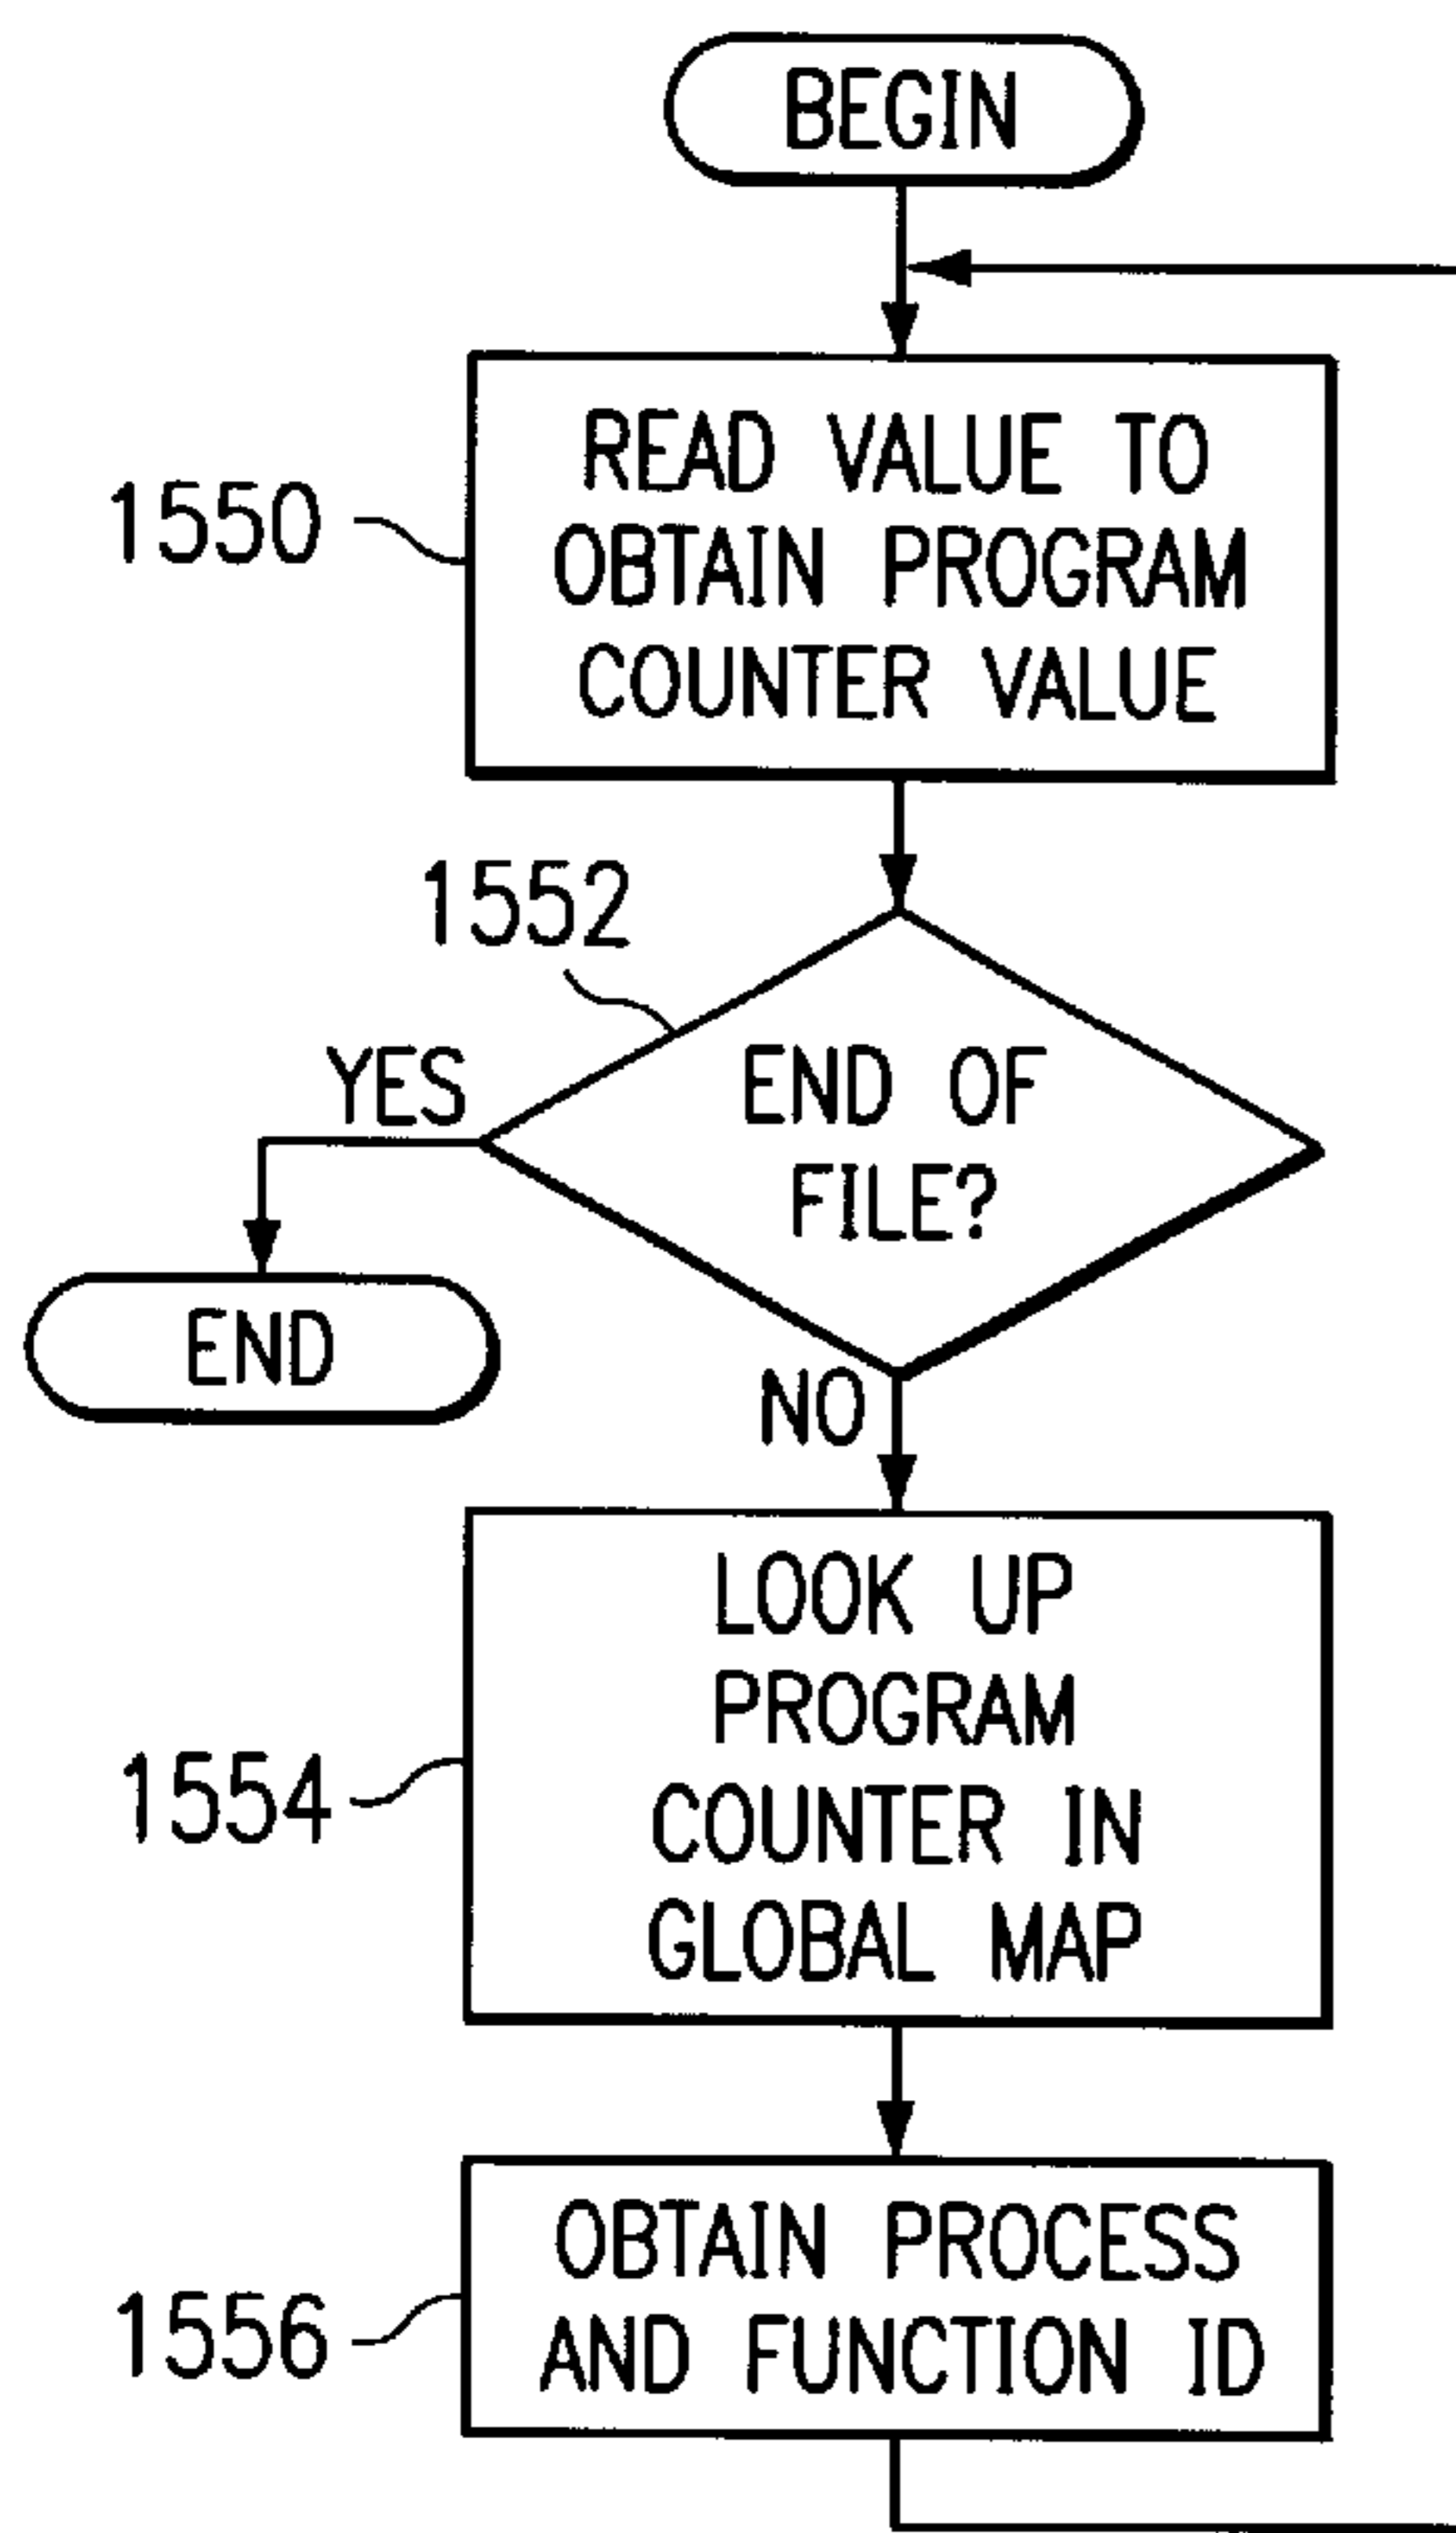 BEGIN
1550
READ VALUE TO
OBTAIN PROGRAM
COUNTER VALUE
1552
YES
END OF
FILE?
END
NO
1554
LOOK UP
PROGRAM
COUNTER IN
GLOBAL MAP
1556
OBTAIN PROCESS
AND FUNCTION ID